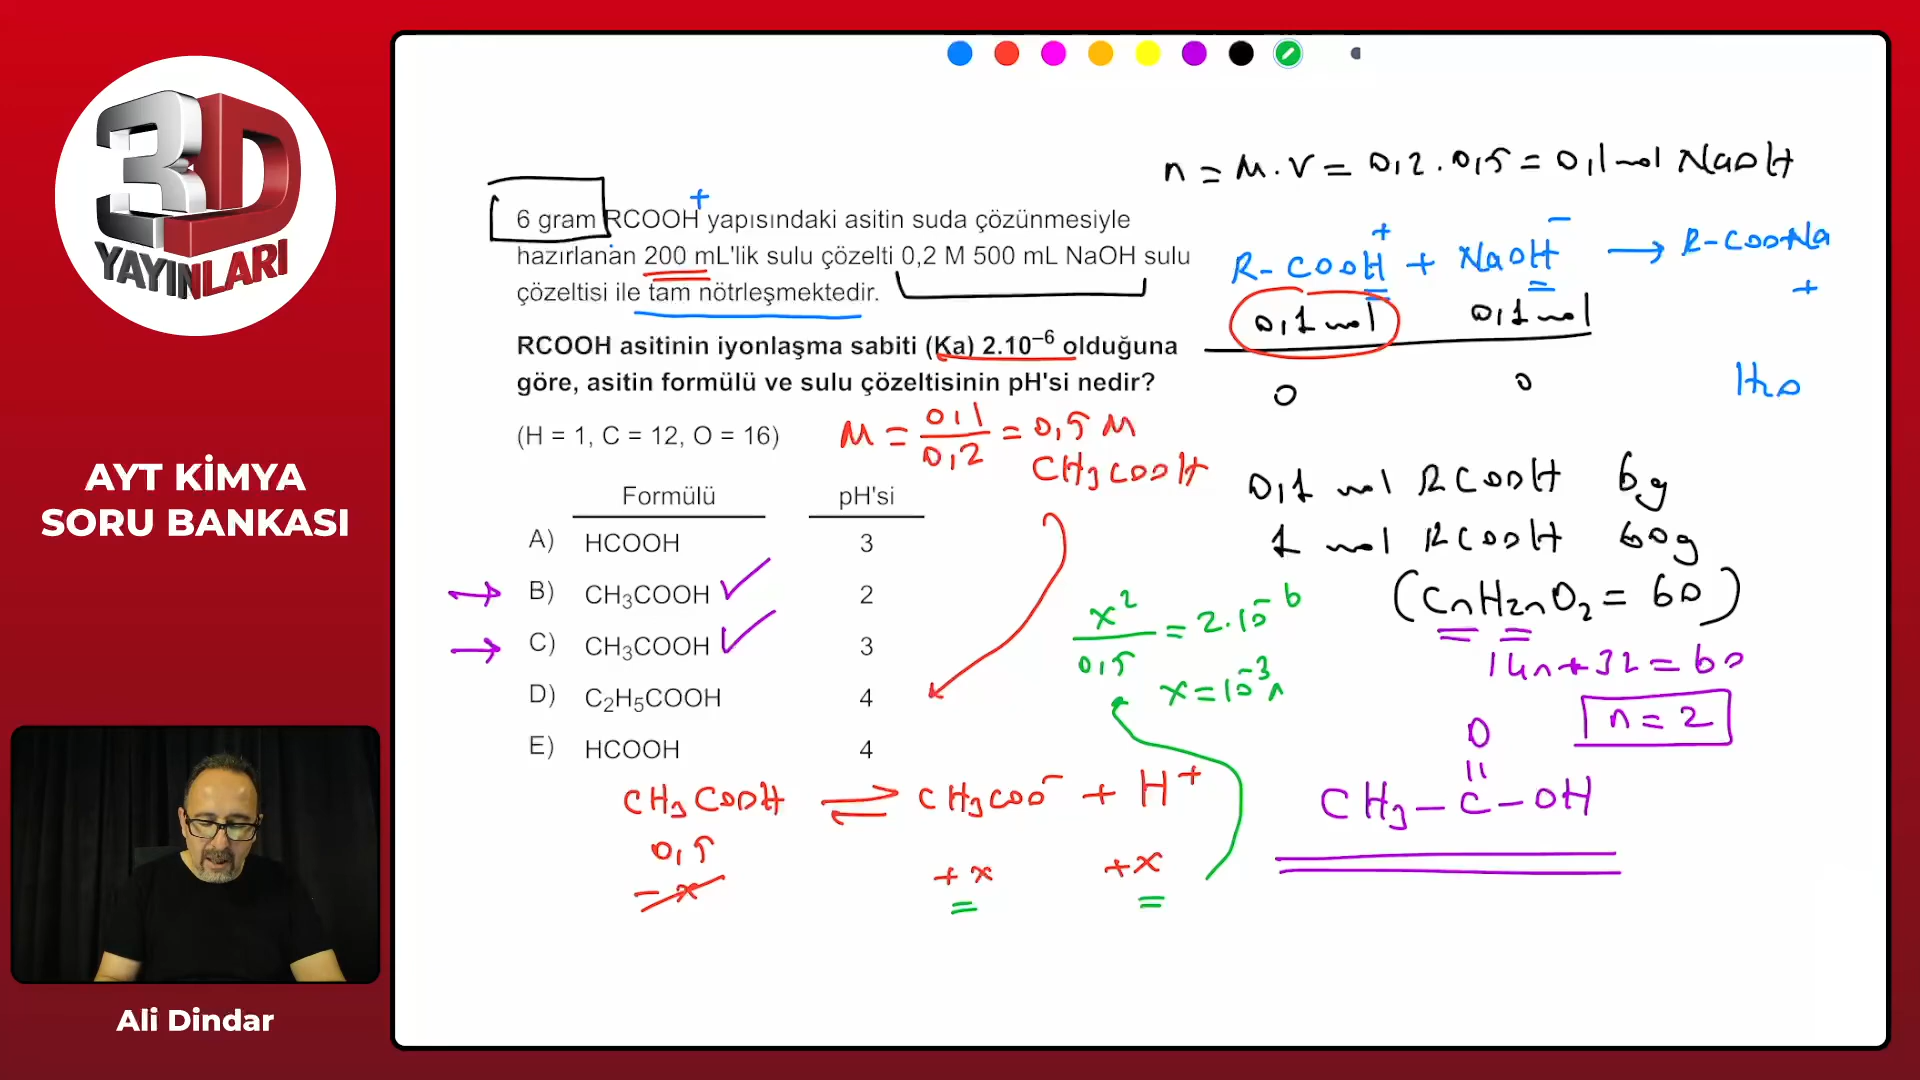 3D
YAYINLARI
AYT KİMYA
SORU BANKASI
Ali Dindar
6 gram RCOOH yapısındaki asitin suda çözünmesiyle
hazırlanan 200 mL'lik sulu çözelti 0,2 M 500 mL NaOH sulu
çözeltisi ile tam nötrleşmektedir.
RCOOH asitinin iyonlaşma sabiti (Ka) 2.10⁻⁶ olduğuna
göre, asitin formülü ve sulu çözeltisinin pH'si nedir?
(H = 1, C = 12, O = 16)
Formülü pH'si
A) HCOOH 3
B) CH₃COOH 2
C) CH₃COOH 3
D) C₂H₅COOH 4
E) HCOOH 4
+
n = M.V = 0,2.0,5 = 0,1 mol NaOH
R-COOH⁺ + NaOH⁻ → R-COONa
+
0,1 mol 0,1 mol
0 0
H₂O
M = 0,1/0,2 = 0,5 M
CH₃COOH
0,1 mol RCOOH 6g
1 mol RCOOH 60g
(CnH2nO₂ = 60)
14n+32 = 60
n = 2
x²/0,5 = 2.10⁻⁶
x = 10⁻³
O
||
CH₃-C-OH
CH₃COOH ⇌ CH₃COO⁻ + H⁺
0,5
-x +x +x
= =